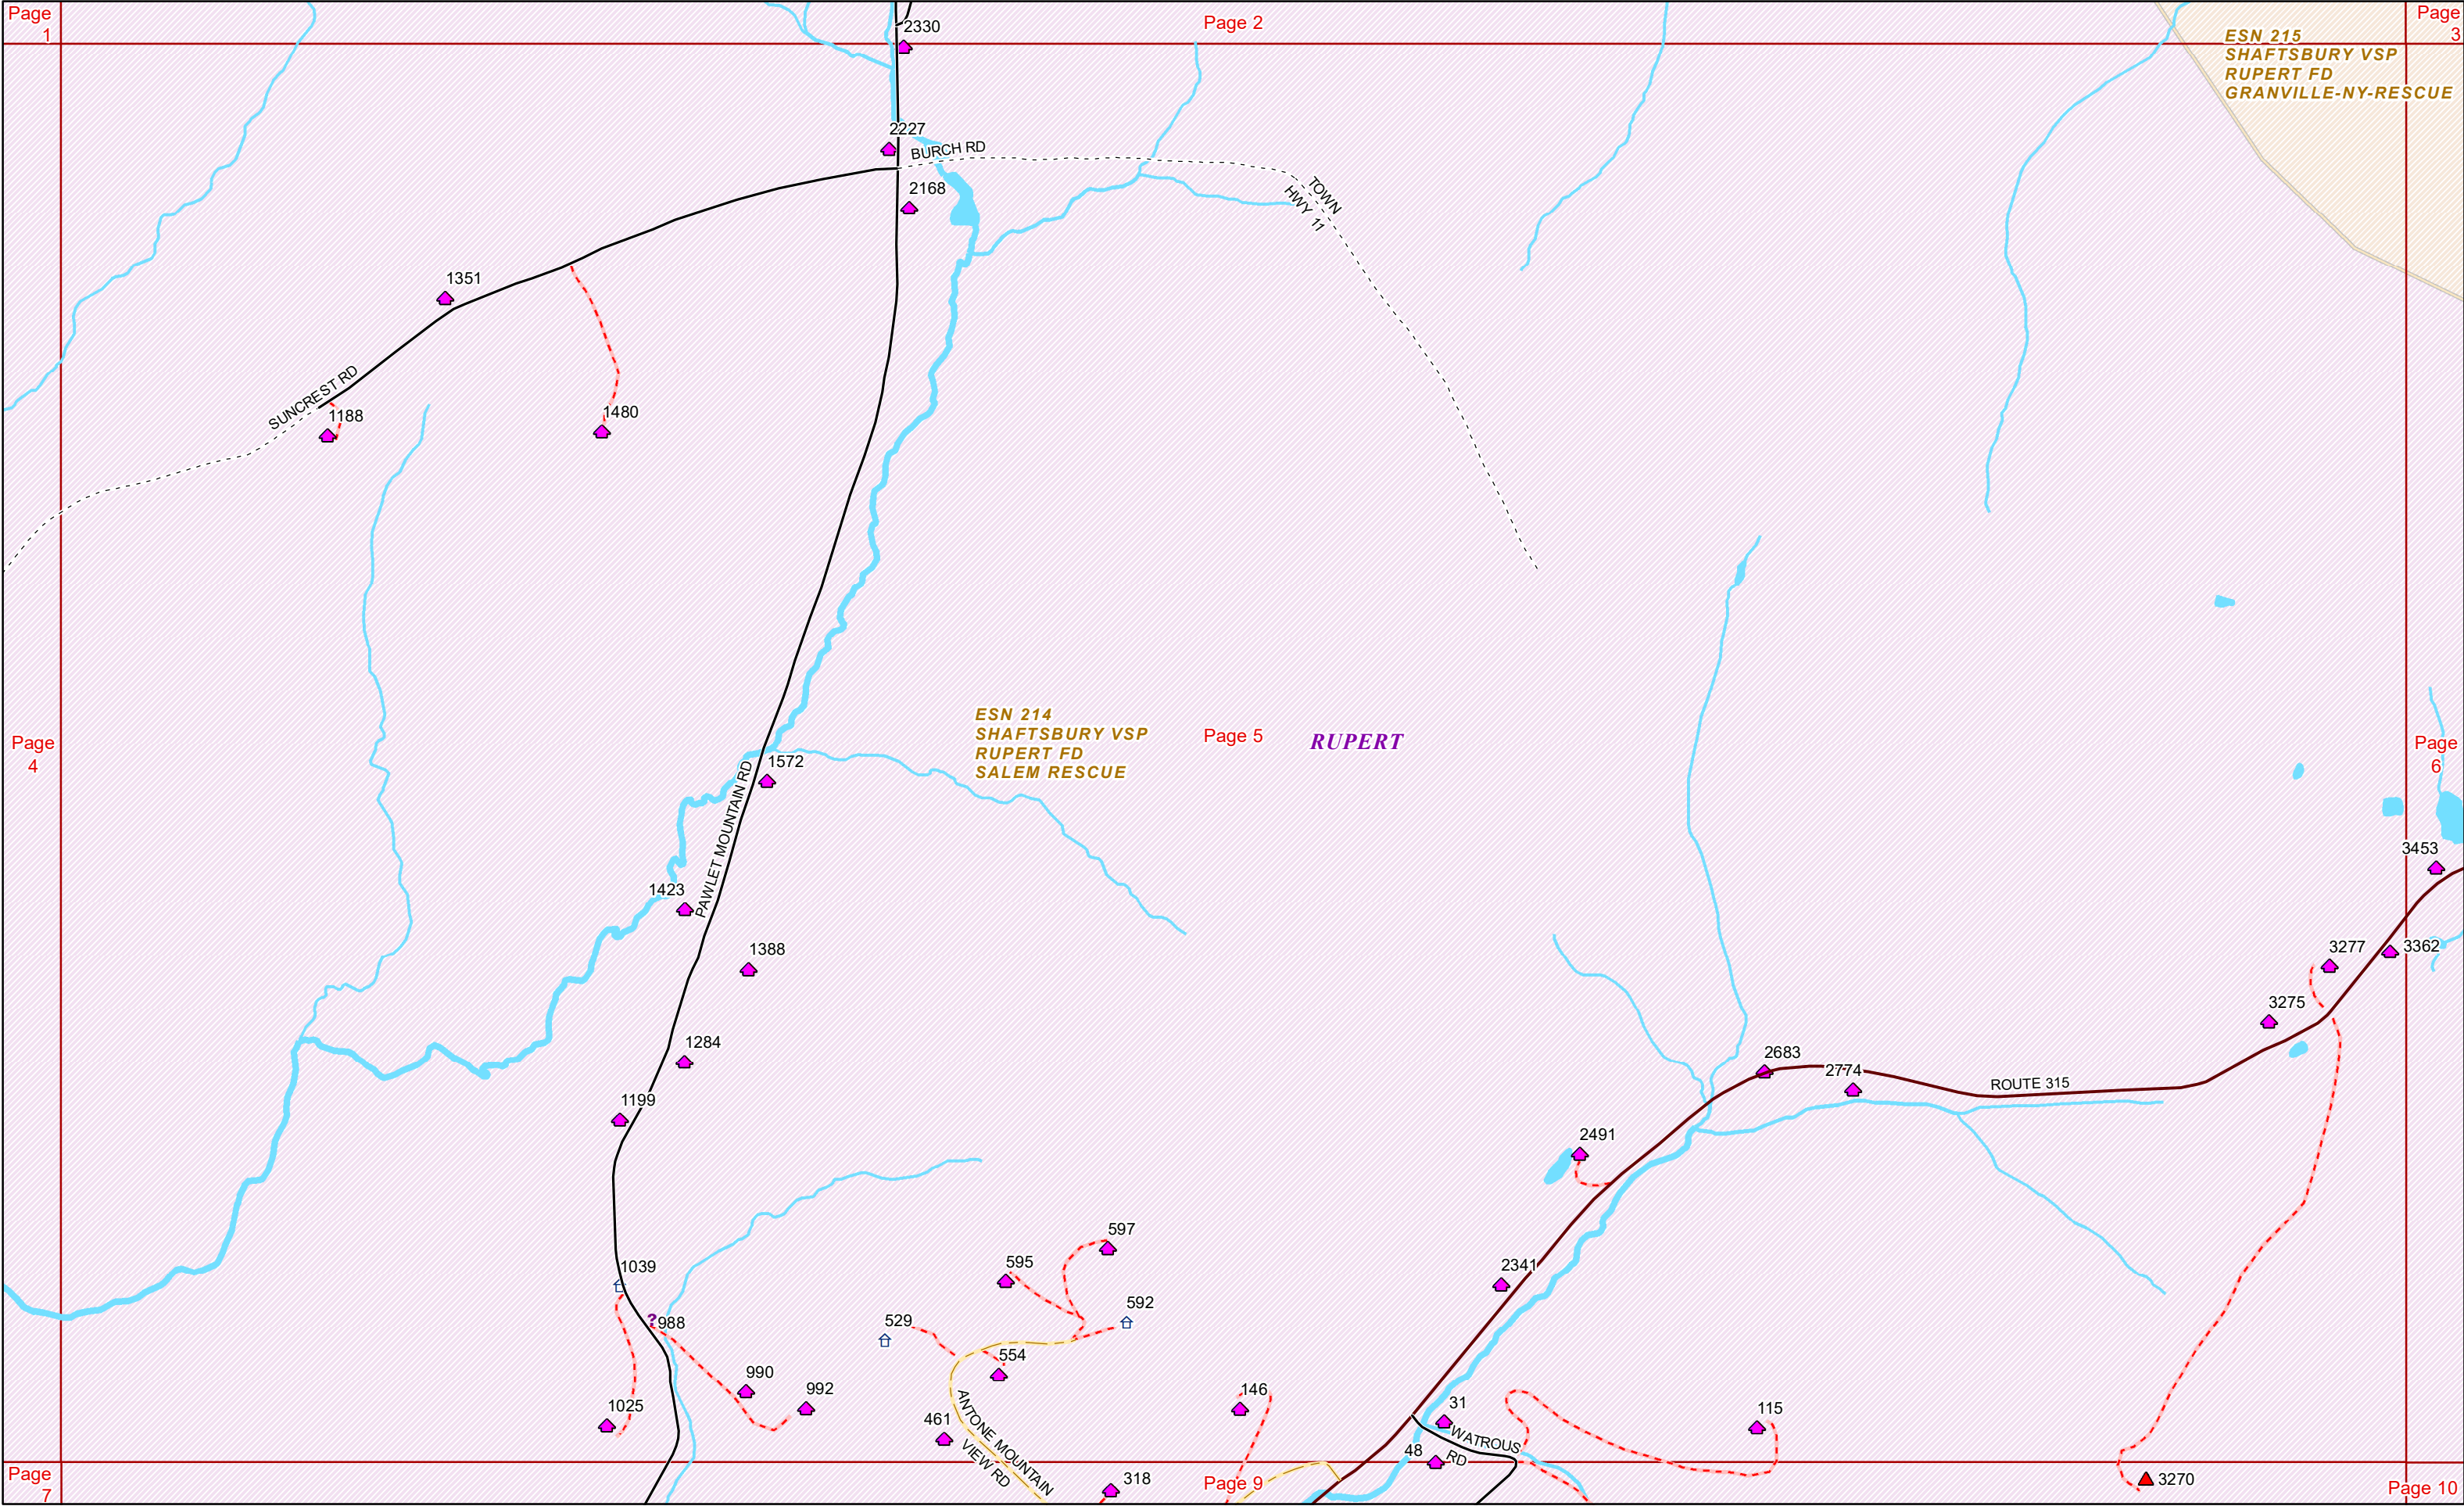 Page
1
2330
Page 2
Page
3
ESN 215
SHAFTSBURY VSP
RUPERT FD
GRANVILLE-NY-RESCUE
2227
BURCH RD
2168
TOWN
HWY 11
1351
SUNCREST RD
1188
1480
Page
4
ESN 214
SHAFTSBURY VSP
RUPERT FD
SALEM RESCUE
Page 5
RUPERT
Page
6
1572
PAWLET MOUNTAIN RD
1423
1388
3453
3277
3362
3275
1284
1199
2683
2774
ROUTE 315
2491
597
595
1039
2341
592
529
?
988
554
990
992
1025
146
31
115
461
ANTONE MOUNTAIN
VIEW RD
WATROUS
RD
48
Page
7
318
Page 9
3270
Page 10